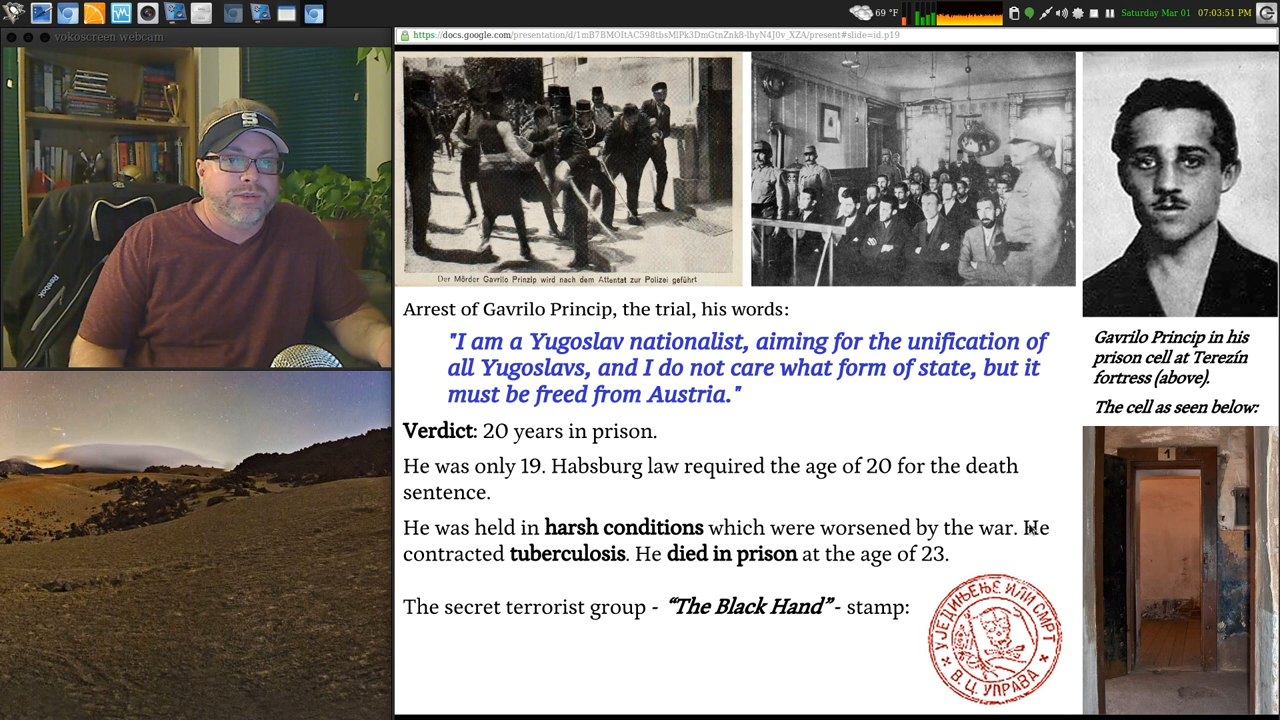 69 °F
Saturday Mar 01
07:03:51 PM
vokoscreen webcam
https://docs.google.com/presentation/d/1mB7BMOItAC598tbsMlPk3DmGtnZnk8-lhyN4J0v_XZA/present#slide=id.p19
S
Reebok
Der Mörder Gavrilo Prinzip wird nach dem Attentat zur Polizei geführt
Arrest of Gavrilo Princip, the trial, his words:
"I am a Yugoslav nationalist, aiming for the unification of
all Yugoslavs, and I do not care what form of state, but it
must be freed from Austria."
Verdict: 20 years in prison.
He was only 19. Habsburg law required the age of 20 for the death
sentence.
He was held in harsh conditions which were worsened by the war. He
contracted tuberculosis. He died in prison at the age of 23.
The secret terrorist group - “The Black Hand” - stamp:
УЈЕДИЊЕЊЕ ИЛИ СМРТ
В.Ц. УПРАВА
Gavrilo Princip in his
prison cell at Terezín
fortress (above).
The cell as seen below:
1